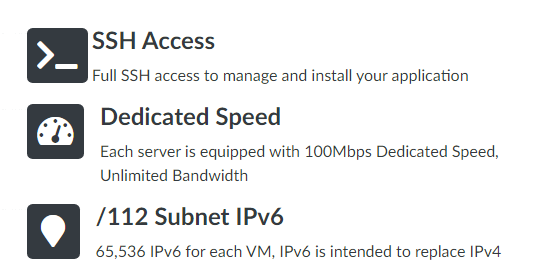 SSH Access
Full SSH access to manage and install your application
Dedicated Speed
Each server is equipped with 100Mbps Dedicated Speed,
Unlimited Bandwidth
/112 Subnet IPv6
65,536 IPv6 for each VM, IPv6 is intended to replace IPv4